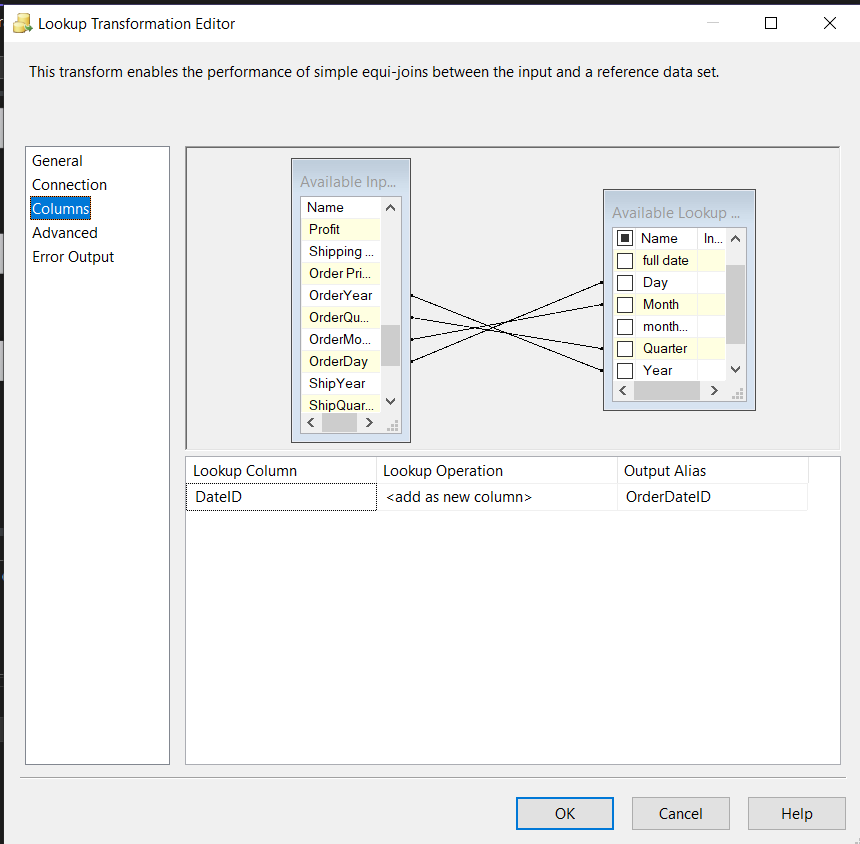 Lookup Transformation Editor
This transform enables the performance of simple equi-joins between the input and a reference data set.
General
Connection
Columns
Advanced
Error Output
Available Inp...
Name
Profit
Shipping ...
Order Pri...
OrderYear
OrderQu...
OrderMo...
OrderDay
ShipYear
ShipQuar...
Available Lookup ...
Name In...
full date
Day
Month
month...
Quarter
Year
Lookup Column Lookup Operation Output Alias
DateID <add as new column> OrderDateID
OK Cancel Help